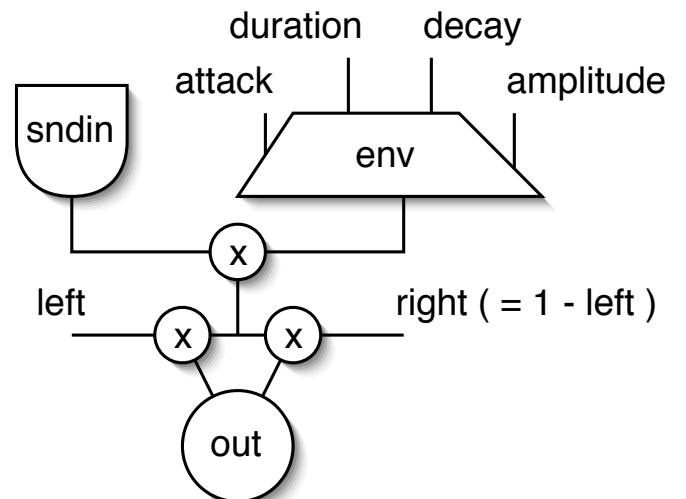 duration
decay
attack
amplitude
sndin
env
x
left
right ( = 1 - left )
x
x
out